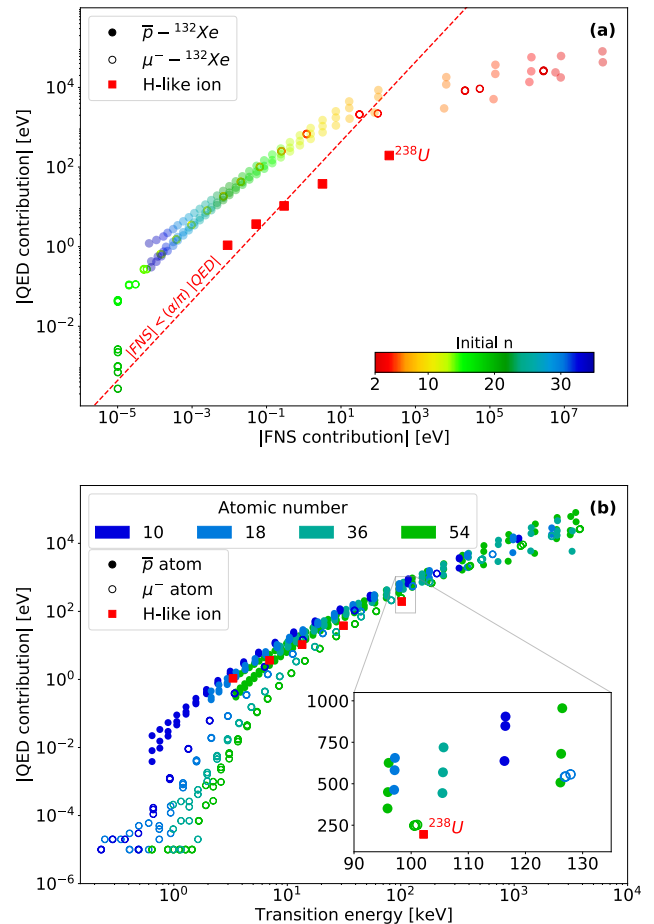 (a)
p̅ − ¹³²Xe
μ⁻ − ¹³²Xe
H-like ion
²³⁸U
|FNS| < (α/π) |QED|
Initial n
2 10 20 30
10⁴
10²
10⁰
10⁻²
|QED contribution| [eV]
10⁻⁵ 10⁻³ 10⁻¹ 10¹ 10³ 10⁵ 10⁷
|FNS contribution| [eV]
(b)
Atomic number
10 18 36 54
p̅ atom
μ⁻ atom
H-like ion
10⁴
10²
10⁰
10⁻²
10⁻⁴
10⁻⁶
|QED contribution| [eV]
1000
750
500
250
²³⁸U
90 100 110 120 130
10⁰ 10¹ 10² 10³ 10⁴
Transition energy [keV]